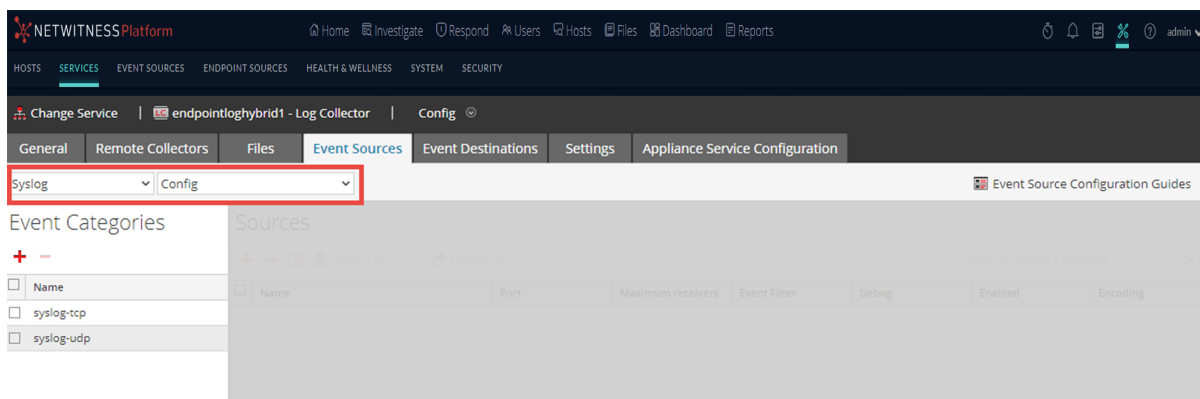 NETWITNESS Platform Home Investigate Respond Users Hosts Files Dashboard Reports admin
HOSTS SERVICES EVENT SOURCES ENDPOINT SOURCES HEALTH & WELLNESS SYSTEM SECURITY
Change Service | LC endpointloghybrid1 - Log Collector | Config
General Remote Collectors Files Event Sources Event Destinations Settings Appliance Service Configuration
Syslog Config Event Source Configuration Guides
Event Categories Sources
Name Name Port Maximum receivers Event Filter Debug Enabled Encoding
syslog-tcp
syslog-udp